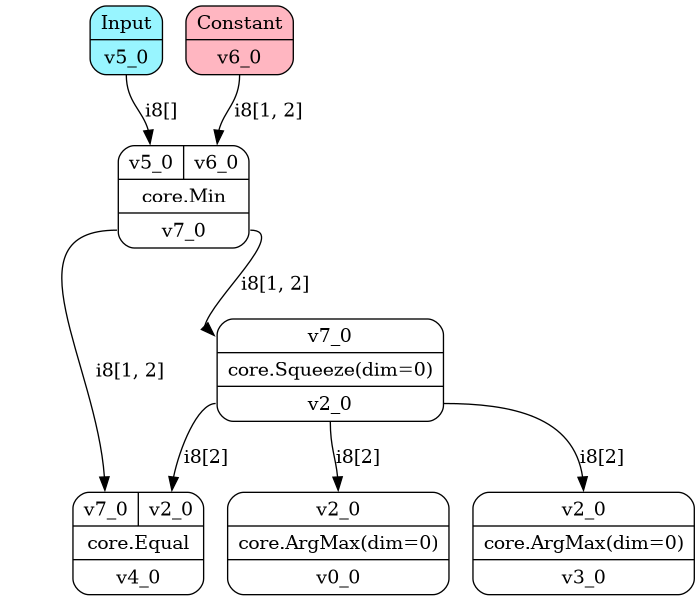 Input
v5_0
Constant
v6_0
i8[]
i8[1, 2]
v5_0 v6_0
core.Min
v7_0
i8[1, 2]
v7_0
core.Squeeze(dim=0)
v2_0
i8[1, 2]
i8[2]
i8[2]
i8[2]
v7_0 v2_0
core.Equal
v4_0
v2_0
core.ArgMax(dim=0)
v0_0
v2_0
core.ArgMax(dim=0)
v3_0